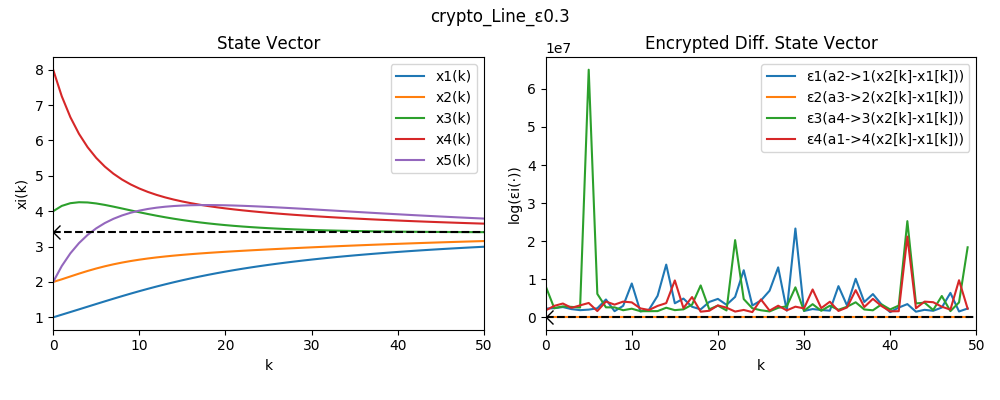 crypto_Line_ε0.3
State Vector
xi(k)
8
7
6
5
4
3
2
1
0
10
20
30
40
50
k
x1(k)
x2(k)
x3(k)
x4(k)
x5(k)
Encrypted Diff. State Vector
1e7
log(εi(·))
6
5
4
3
2
1
0
0
10
20
30
40
50
k
ε1(a2->1(x2[k]-x1[k]))
ε2(a3->2(x2[k]-x1[k]))
ε3(a4->3(x2[k]-x1[k]))
ε4(a1->4(x2[k]-x1[k]))